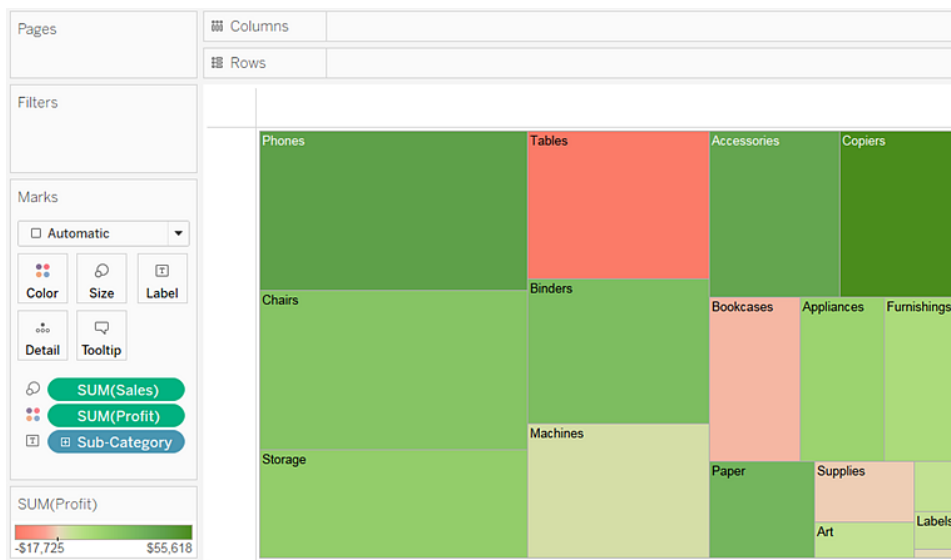 Pages
Columns
Rows
Filters
Marks
Automatic
Color
Size
Label
Detail
Tooltip
SUM(Sales)
SUM(Profit)
Sub-Category
SUM(Profit)
-$17,725
$55,618
Phones
Tables
Accessories
Copiers
Chairs
Binders
Bookcases
Appliances
Furnishings
Storage
Machines
Paper
Supplies
Art
Labels